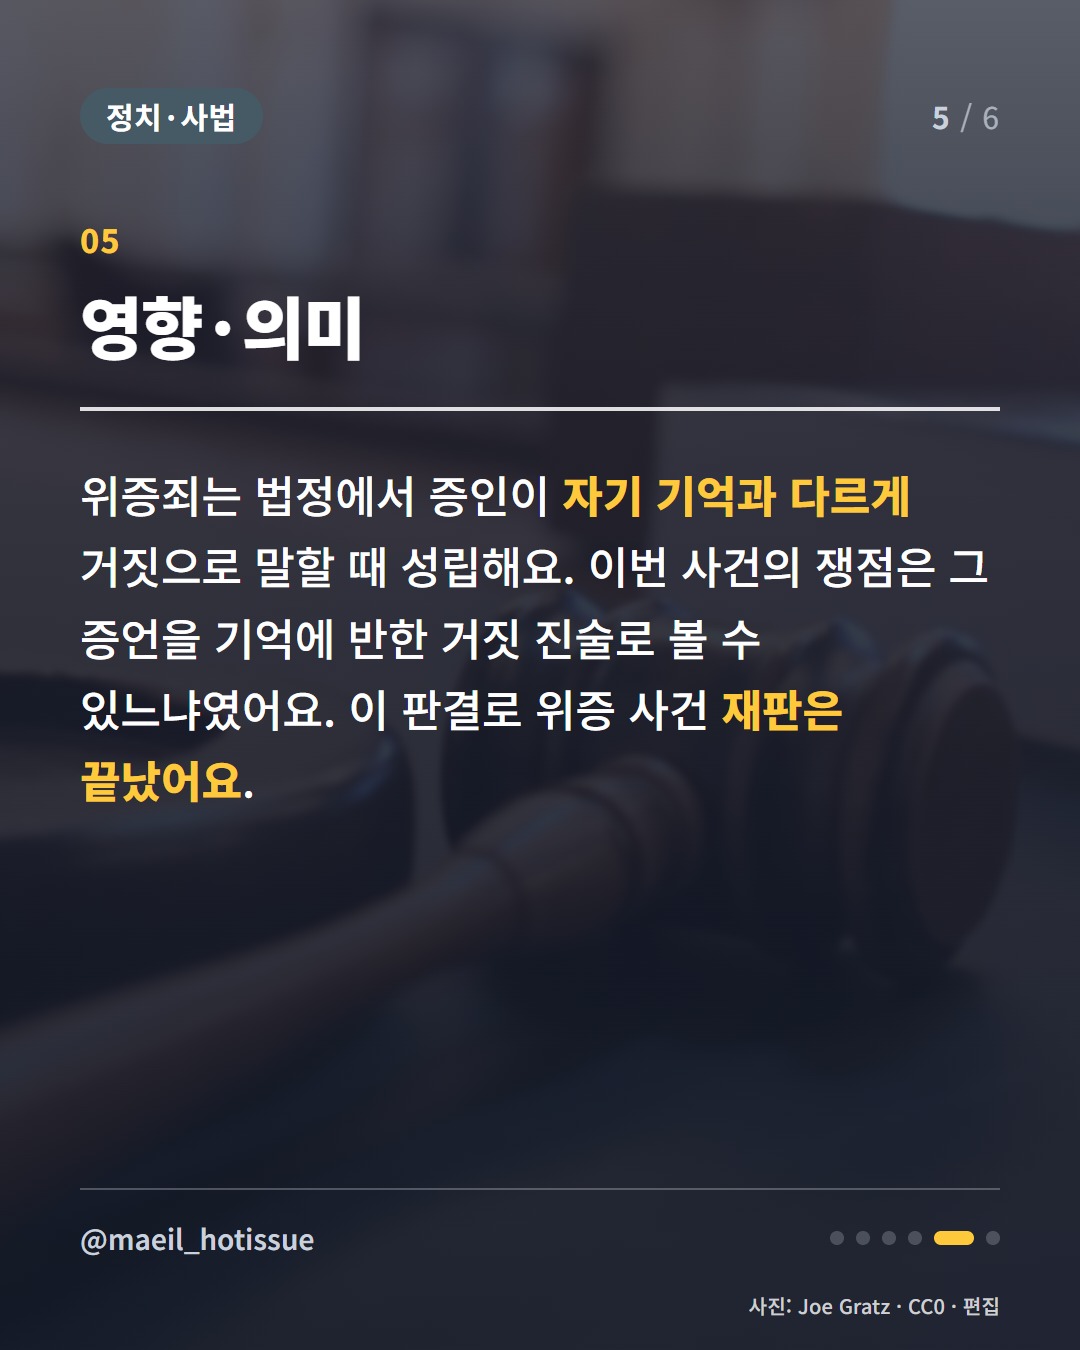 정치·사법
5 / 6
05
영향·의미
위증죄는 법정에서 증인이 자기 기억과 다르게
거짓으로 말할 때 성립해요. 이번 사건의 쟁점은 그
증언을 기억에 반한 거짓 진술로 볼 수
있느냐였어요. 이 판결로 위증 사건 재판은
끝났어요.
@maeil_hotissue
사진: Joe Gratz · CC0 · 편집